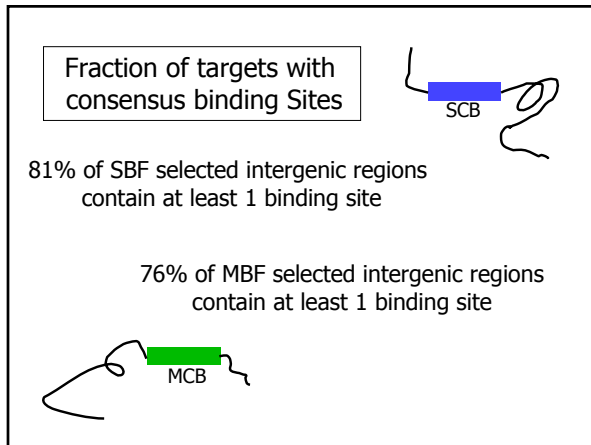 Fraction of targets with
consensus binding Sites
SCB
81% of SBF selected intergenic regions
contain at least 1 binding site
76% of MBF selected intergenic regions
contain at least 1 binding site
MCB